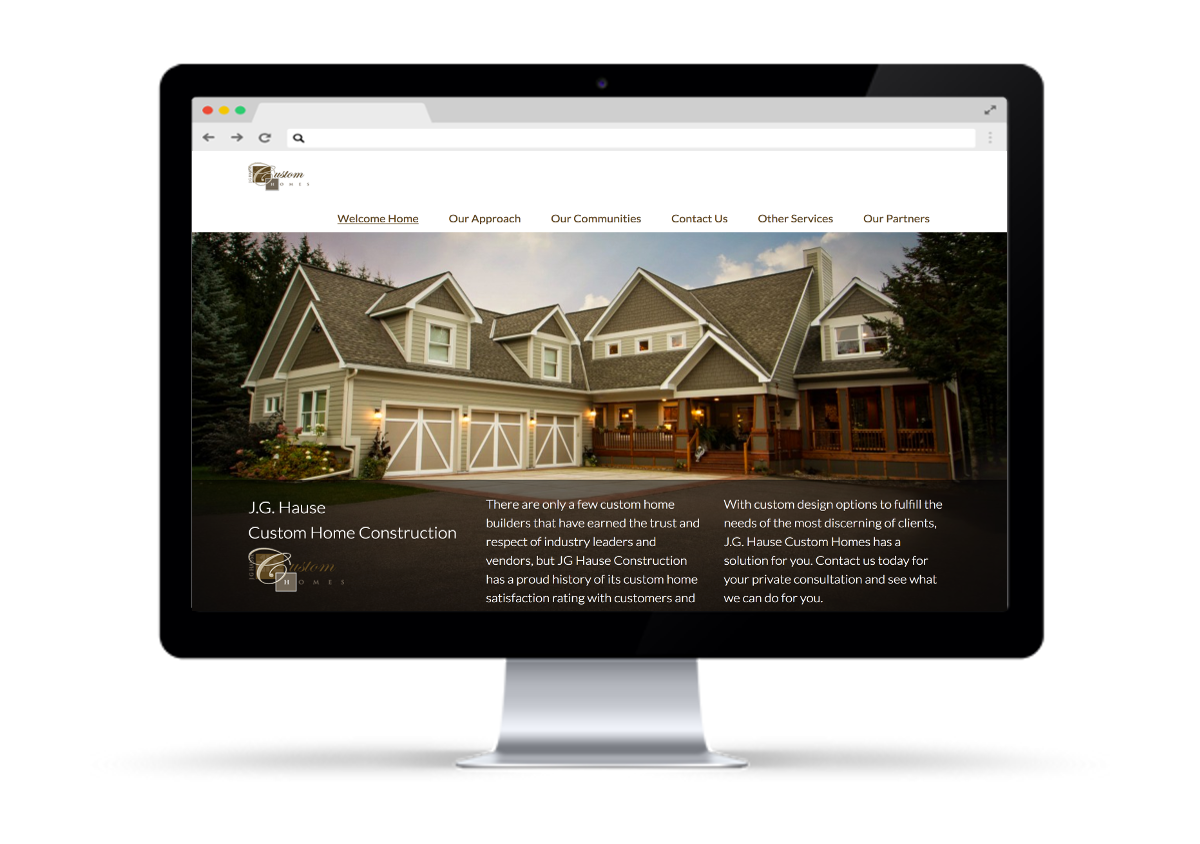 Custom
HOMES
Welcome Home Our Approach Our Communities Contact Us Other Services Our Partners
J.G. Hause
Custom Home Construction
Custom
HOMES
There are only a few custom home
builders that have earned the trust and
respect of industry leaders and
vendors, but JG Hause Construction
has a proud history of its custom home
satisfaction rating with customers and
With custom design options to fulfill the
needs of the most discerning of clients,
J.G. Hause Custom Homes has a
solution for you. Contact us today for
your private consultation and see what
we can do for you.